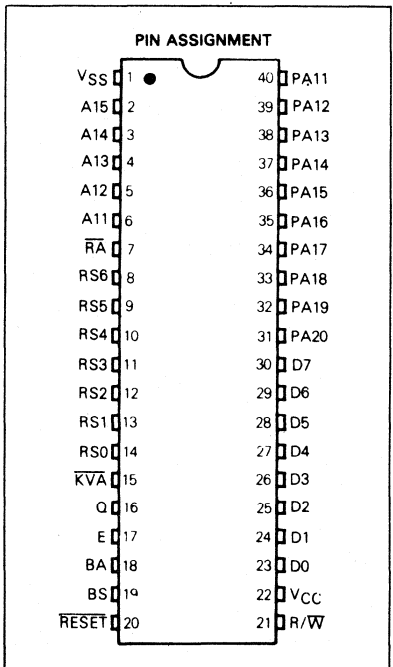 PIN ASSIGNMENT
VSS 1 40 PA11
A15 2 39 PA12
A14 3 38 PA13
A13 4 37 PA14
A12 5 36 PA15
A11 6 35 PA16
R̅A̅ 7 34 PA17
RS6 8 33 PA18
RS5 9 32 PA19
RS4 10 31 PA20
RS3 11 30 D7
RS2 12 29 D6
RS1 13 28 D5
RS0 14 27 D4
K̅V̅A̅ 15 26 D3
Q 16 25 D2
E 17 24 D1
BA 18 23 D0
BS 19 22 VCC
R̅E̅S̅E̅T̅ 20 21 R/W̅